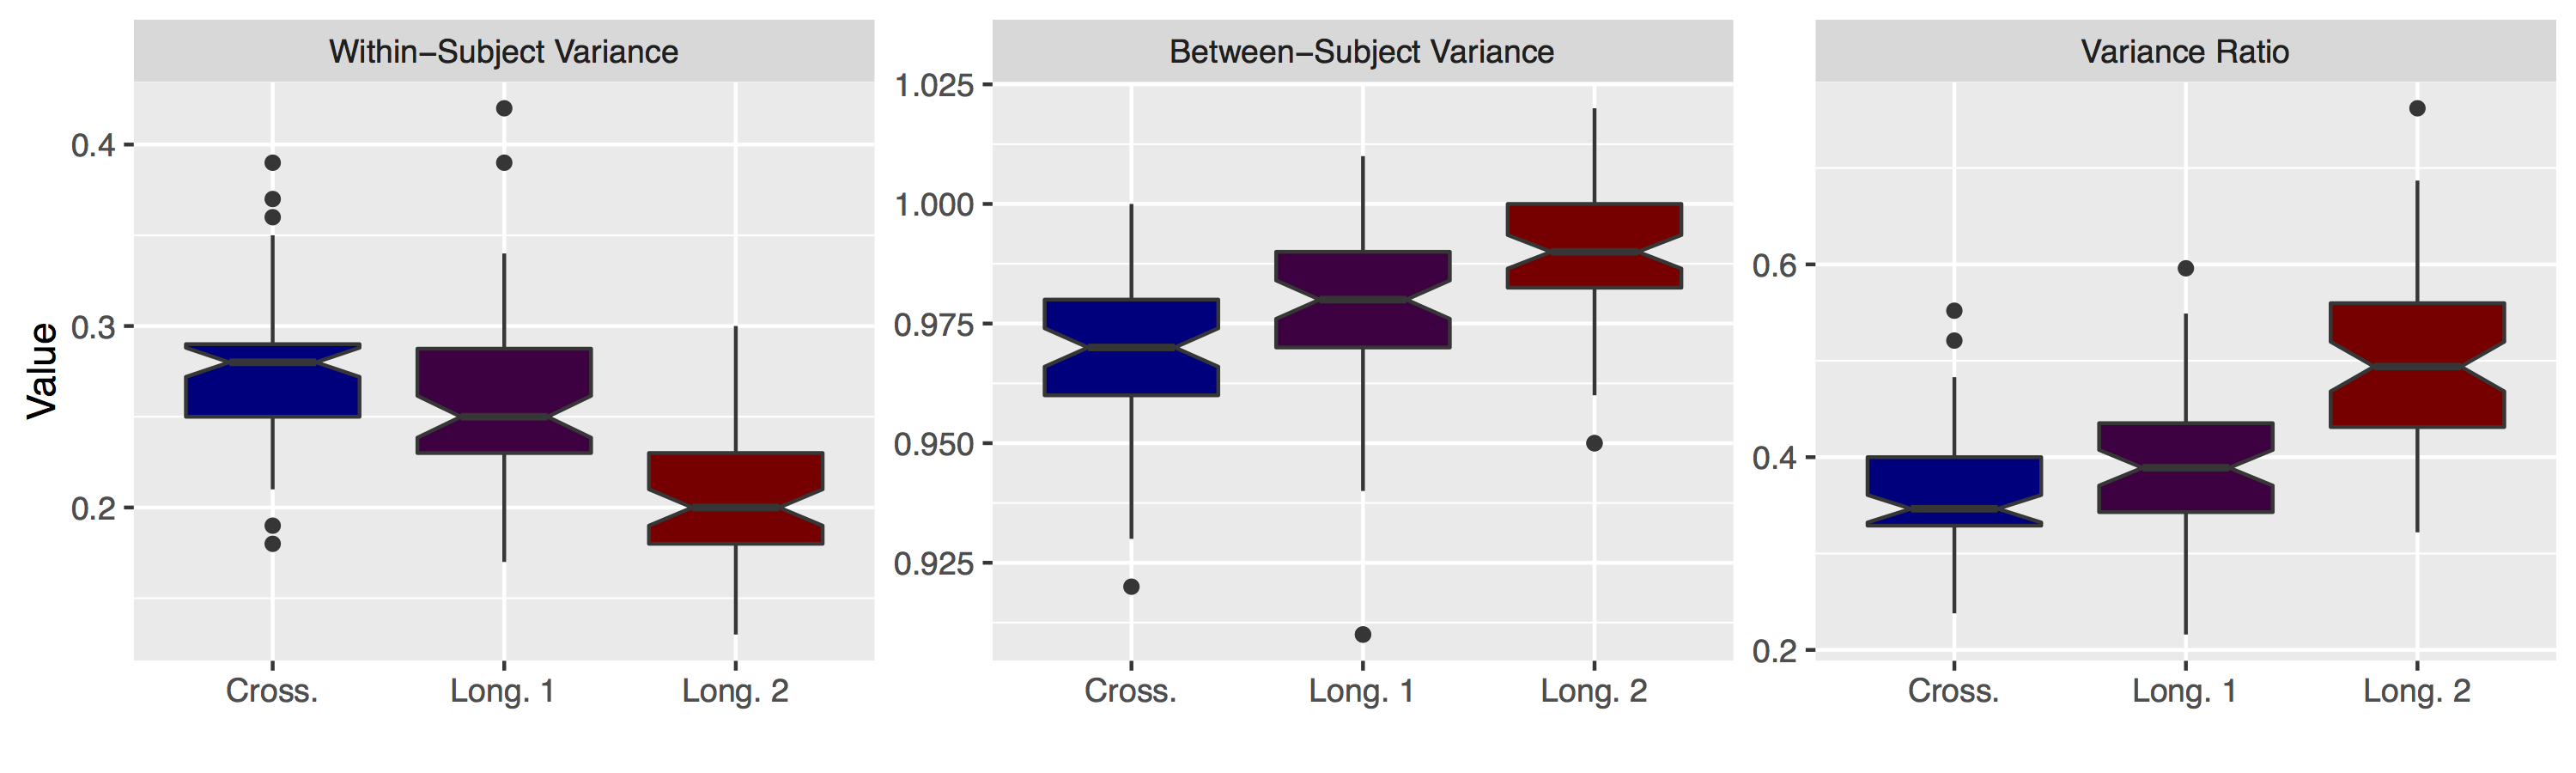 Within−Subject Variance
Between−Subject Variance
Variance Ratio
Value
0.4
0.3
0.2
1.025
1.000
0.975
0.950
0.925
0.6
0.4
0.2
Cross. Long. 1 Long. 2
Cross. Long. 1 Long. 2
Cross. Long. 1 Long. 2